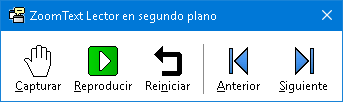 ZoomText Lector en segundo plano
Capturar Reproducir Reiniciar Anterior Siguiente